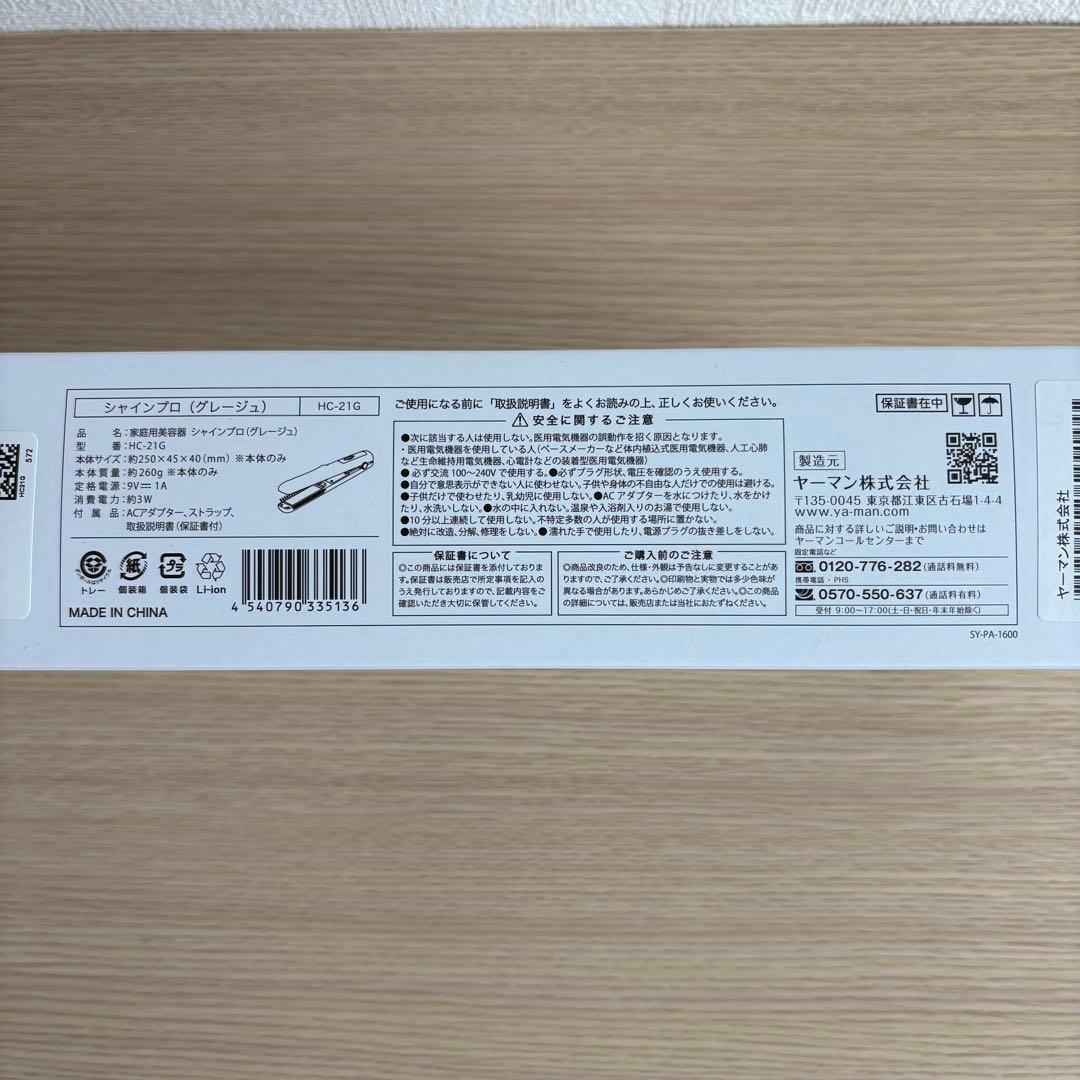 シャインプロ（グレージュ） HC-21G
品　名：家庭用美容器 シャインプロ(グレージュ)
型　番：HC-21G
本体サイズ：約250×45×40(mm) ※本体のみ
本体質量：約260g ※本体のみ
定格電源：9V⎓1A
消費電力：約3W
付属品：ACアダプター、ストラップ、
取扱説明書(保証書付)
ダンボールはリサイクル
紙 プラ
トレー 個装箱 個装袋 Li-ion
MADE IN CHINA
4 540790 335136
ご使用になる前に「取扱説明書」をよくお読みの上、正しくお使いください。
安全に関するご注意
●次に該当する人は使用しない。医用電気機器の誤動作を招く原因となります。
・医用電気機器を使用している人(ペースメーカーなど体内植込式医用電気機器、人工心肺
など生命維持用電気機器、心電計などの装着型医用電気機器)
●必ず交流100～240Vで使用する。●必ずプラグ形状、電圧を確認のうえ使用する。
●自分で意思表示ができない人に使わせない。子供や身体の不自由な人だけでの使用は避ける。
●子供だけで使わせたり、乳幼児に使用しない。●ACアダプターを水につけたり、水をかけ
たり、水洗いしない。●水の中に入れない。温泉や入浴剤入りのお湯で使用しない。
●10分以上連続して使用しない。不特定多数の人が使用する場所に置かない。
●絶対に改造、分解、修理をしない。●濡れた手で使用したり、電源プラグの抜き差しをしない。
保証書について
◎この商品には保証書が添付しております。
保証書は販売店で所定事項を記入の
うえ発行しますので、記載内容をご
確認いただき大切に保管してください。
ご購入前のご注意
◎商品改良のため、仕様・外観は予告なしに変更することがあ
りますので、ご了承ください。◎印刷物と実物では多少色味が
異なる場合があります。あらかじめご了承ください。◎この商品
の詳細については、販売店または当社におたずねください。
保証書在中
製造元
ヤーマン株式会社
〒135-0045 東京都江東区古石場1-4-4
www.ya-man.com
商品に対する詳しいご説明・お問い合わせは
ヤーマンコールセンターまで
固定電話など
0120-776-282(通話料無料)
携帯電話・PHS
0570-550-637(通話料有料)
受付 9:00～17:00(土・日・祝日・年末年始除く)
SY-PA-1600
572
HC21G
ヤーマン株式会社